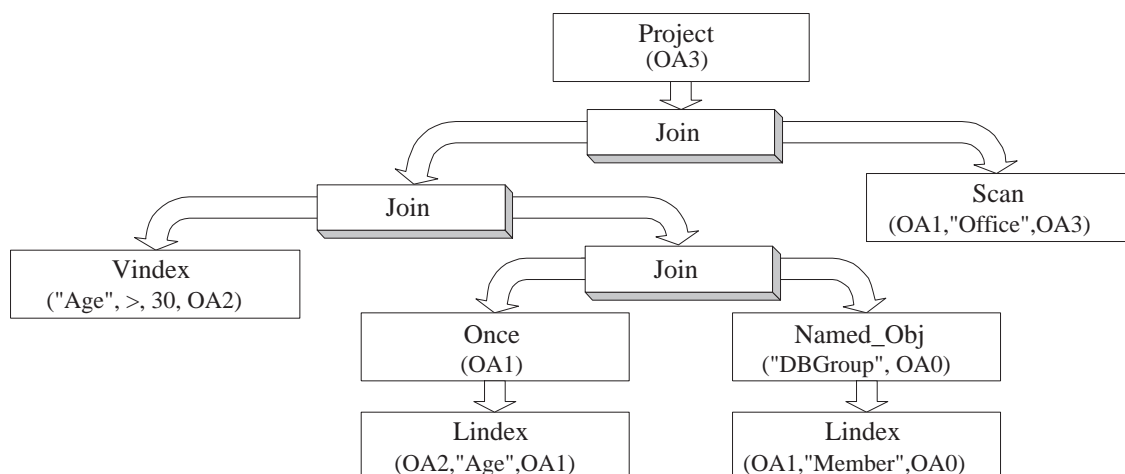 Project
(OA3)
Join
Join
Scan
(OA1,"Office",OA3)
Vindex
("Age", >, 30, OA2)
Join
Once
(OA1)
Named_Obj
("DBGroup", OA0)
Lindex
(OA2,"Age",OA1)
Lindex
(OA1,"Member",OA0)